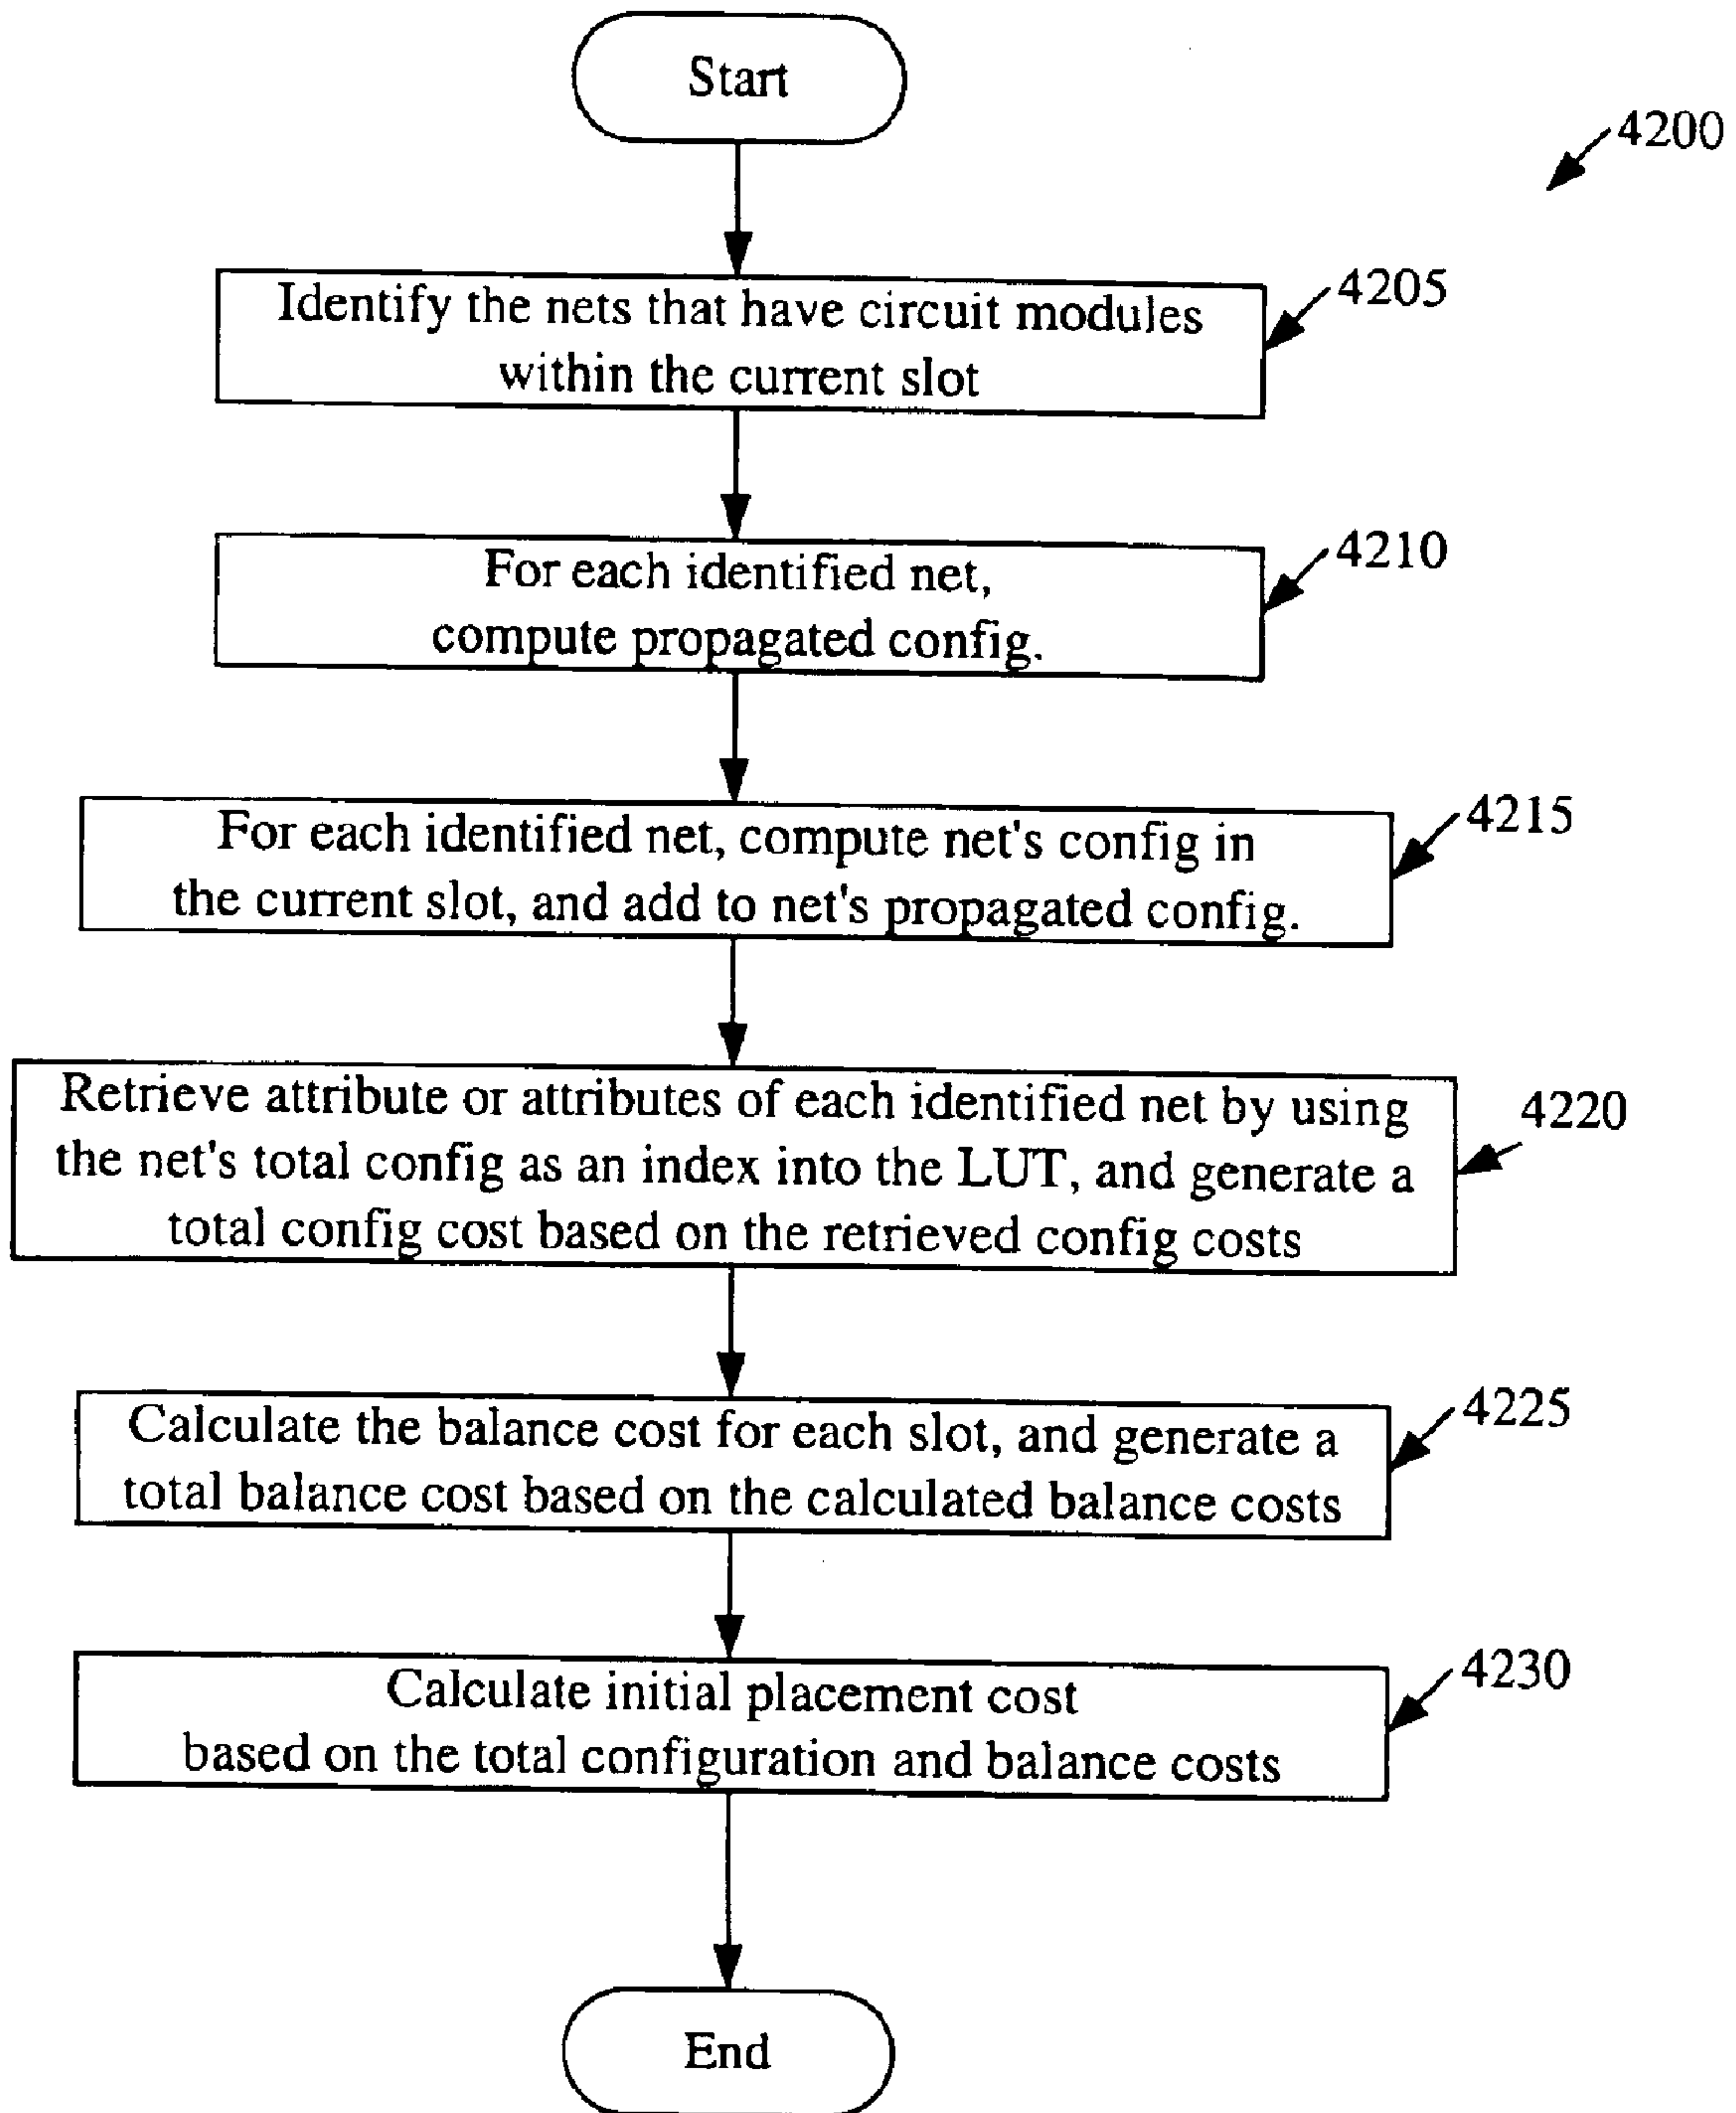 Start
4200
Identify the nets that have circuit modules
within the current slot
4205
For each identified net,
compute propagated config.
4210
For each identified net, compute net's config in
the current slot, and add to net's propagated config.
4215
Retrieve attribute or attributes of each identified net by using
the net's total config as an index into the LUT, and generate a
total config cost based on the retrieved config costs
4220
Calculate the balance cost for each slot, and generate a
total balance cost based on the calculated balance costs
4225
Calculate initial placement cost
based on the total configuration and balance costs
4230
End